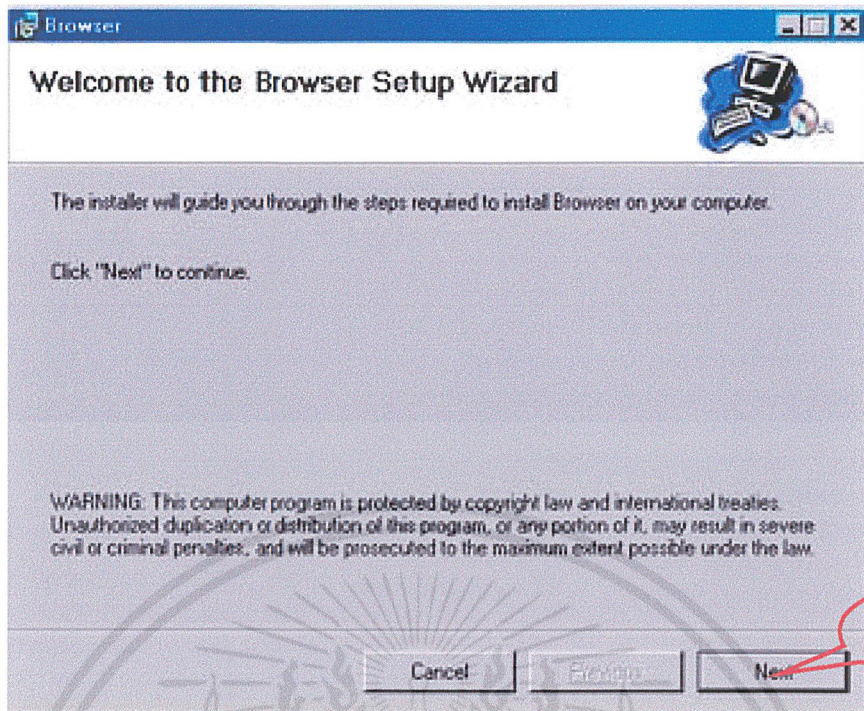 Browser
Welcome to the Browser Setup Wizard
The installer will guide you through the steps required to install Browser on your computer.
Click "Next" to continue.
WARNING: This computer program is protected by copyright law and international treaties.
Unauthorized duplication or distribution of this program, or any portion of it, may result in severe
civil or criminal penalties, and will be prosecuted to the maximum extent possible under the law.
Cancel
Next